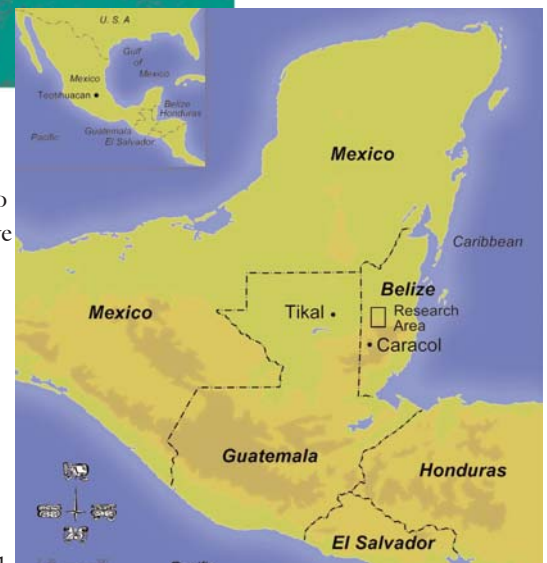 U. S. A
Gulf
of
Mexico
Mexico
Teotihuacan
Belize
Honduras
Guatemala
El Salvador
Pacific
Mexico
Caribbean
Belize
Tikal
Research
Area
Caracol
Mexico
Guatemala
Honduras
El Salvador